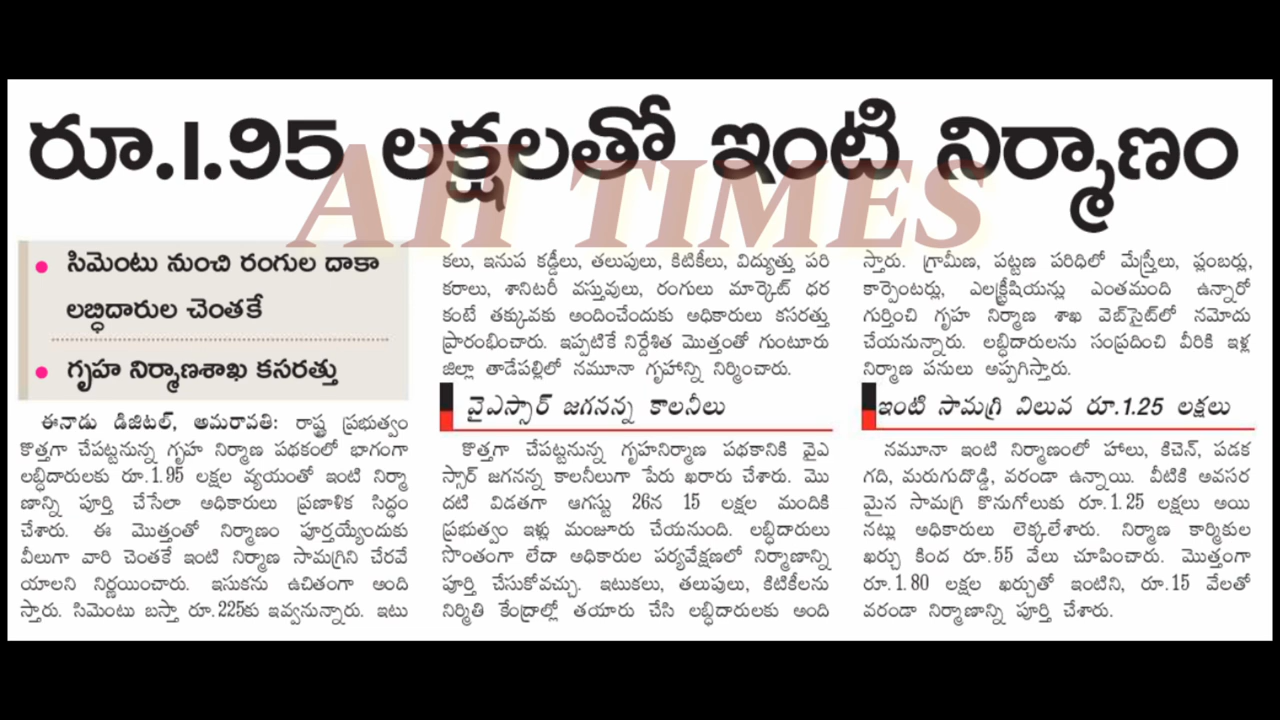 రూ.1.95 లక్షలతో ఇంటి నిర్మాణం
AH TIMES
సిమెంటు నుంచి రంగుల దాకా
లబ్ధిదారుల చెంతకే
గృహ నిర్మాణశాఖ కసరత్తు
ఈనాడు డిజిటల్, అమరావతి: రాష్ట్ర ప్రభుత్వం
కొత్తగా చేపట్టనున్న గృహ నిర్మాణ పథకంలో భాగంగా
లబ్ధిదారులకు రూ.1.95 లక్షల వ్యయంతో ఇంటి నిర్మా
ణాన్ని పూర్తి చేసేలా అధికారులు ప్రణాళిక సిద్ధం
చేశారు. ఈ మొత్తంతో నిర్మాణం పూర్తయ్యేందుకు
వీలుగా వారి చెంతకే ఇంటి నిర్మాణ సామగ్రిని చేరవే
యాలని నిర్ణయించారు. ఇసుకను ఉచితంగా అంది
స్తారు. సిమెంటు బస్తా రూ.225కు ఇవ్వనున్నారు. ఇటు
కలు, ఇనుప కడ్డీలు, తలుపులు, కిటికీలు, విద్యుత్తు పరి
కరాలు, శానిటరీ వస్తువులు, రంగులు మార్కెట్ ధర
కంటే తక్కువకు అందించేందుకు అధికారులు కసరత్తు
ప్రారంభించారు. ఇప్పటికే నిర్దేశిత మొత్తంతో గుంటూరు
జిల్లా తాడేపల్లిలో నమూనా గృహాన్ని నిర్మించారు.
వైఎస్సార్ జగనన్న కాలనీలు
కొత్తగా చేపట్టనున్న గృహనిర్మాణ పథకానికి వైఎ
స్సార్ జగనన్న కాలనీలుగా పేరు ఖరారు చేశారు. మొ
దటి విడతగా ఆగస్టు 26న 15 లక్షల మందికి
ప్రభుత్వం ఇళ్లు మంజూరు చేయనుంది. లబ్ధిదారులు
సొంతంగా లేదా అధికారుల పర్యవేక్షణలో నిర్మాణాన్ని
పూర్తి చేసుకోవచ్చు. ఇటుకలు, తలుపులు, కిటికీలను
నిర్మితి కేంద్రాల్లో తయారు చేసి లబ్ధిదారులకు అంది
స్తారు. గ్రామీణ, పట్టణ పరిధిలో మేస్త్రీలు, ప్లంబర్లు,
కార్పెంటర్లు, ఎలక్ట్రీషియన్లు ఎంతమంది ఉన్నారో
గుర్తించి గృహ నిర్మాణ శాఖ వెబ్‌సైట్‌లో నమోదు
చేయనున్నారు. లబ్ధిదారులను సంప్రదించి వీరికి ఇళ్ల
నిర్మాణ పనులు అప్పగిస్తారు.
ఇంటి సామగ్రి విలువ రూ.1.25 లక్షలు
నమూనా ఇంటి నిర్మాణంలో హాలు, కిచెన్, పడక
గది, మరుగుదొడ్డి, వరండా ఉన్నాయి. వీటికి అవసర
మైన సామగ్రి కొనుగోలుకు రూ.1.25 లక్షలు అయి
నట్లు అధికారులు లెక్కలేశారు. నిర్మాణ కార్మికుల
ఖర్చు కింద రూ.55 వేలు చూపించారు. మొత్తంగా
రూ.1.80 లక్షల ఖర్చుతో ఇంటిని, రూ.15 వేలతో
వరండా నిర్మాణాన్ని పూర్తి చేశారు.